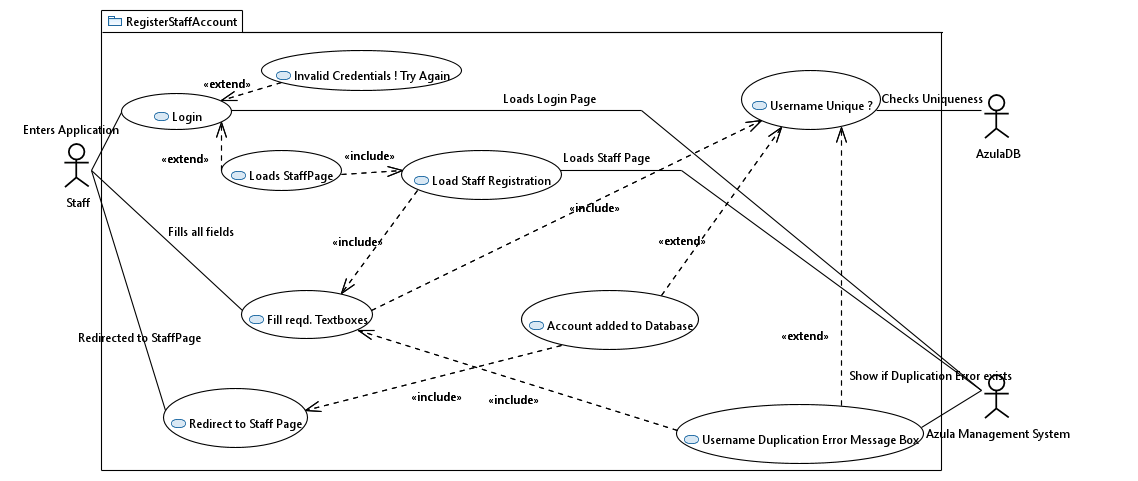 RegisterStaffAccount
Invalid Credentials ! Try Again
«extend»
Loads Login Page
Username Unique ?
Checks Uniqueness
Login
Enters Application
AzulaDB
«extend»
«include»
Loads Staff Page
Loads StaffPage
Load Staff Registration
Staff
«include»
Fills all fields
«include»
«extend»
Fill reqd. Textboxes
Account added to Database
Redirected to StaffPage
«extend»
Show if Duplication Error exists
«include»
«include»
Redirect to Staff Page
Username Duplication Error Message Box
Azula Management System